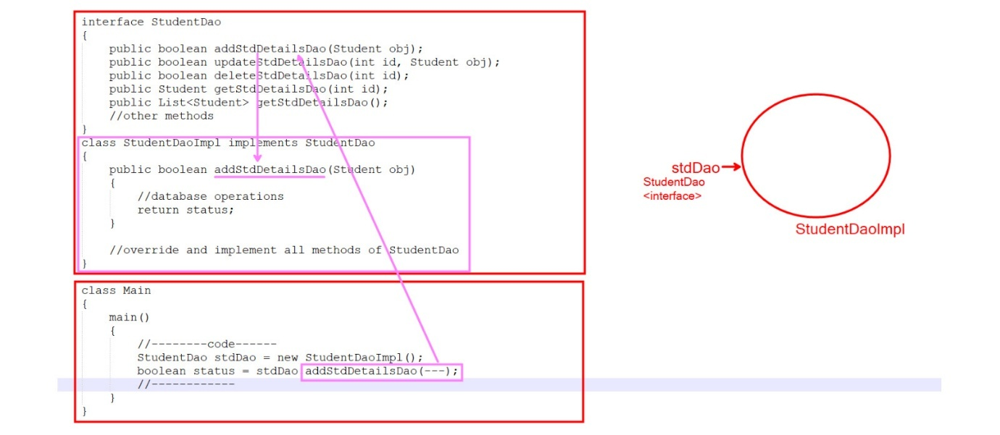 interface StudentDao
{
public boolean addStdDetailsDao(Student obj);
public boolean updateStdDetailsDao(int id, Student obj);
public boolean deleteStdDetailsDao(int id);
public Student getStdDetailsDao(int id);
public List<Student> getStdDetailsDao();
//other methods
}
class StudentDaoImpl implements StudentDao
{
public boolean addStdDetailsDao(Student obj)
{
//database operations
return status;
}
//override and implement all methods of StudentDao
}
class Main
{
main()
{
//--------code------
StudentDao stdDao = new StudentDaoImpl();
boolean status = stdDao addStdDetailsDao(---);
//------------
}
}
stdDao
StudentDao
<interface>
StudentDaoImpl